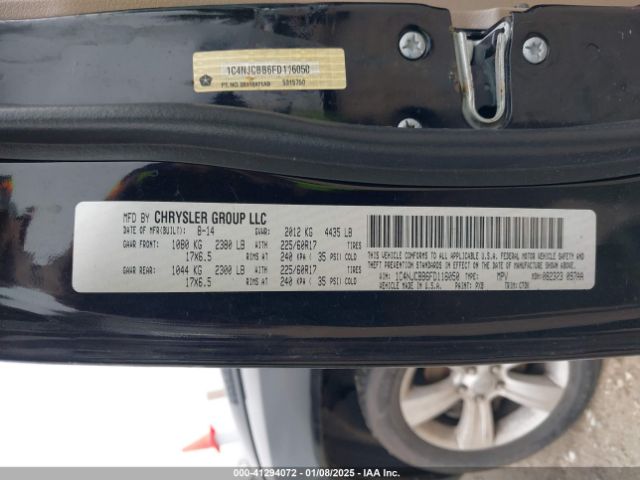 1C4NJCBB6FD116050
MFD BY CHRYSLER GROUP LLC
DATE OF MFR(BUILT): 8-14 GVWR: 2012 KG 4435 LB
GAWR FRONT: 1080 KG 2380 LB WITH 225/60R17 TIRES
17X6.5 RIMS AT 240 KPA ( 35 PSI) COLD
GAWR REAR: 1044 KG 2300 LB WITH 225/60R17 TIRES
17X6.5 RIMS AT 240 KPA ( 35 PSI) COLD
THIS VEHICLE CONFORMS TO ALL APPLICABLE U.S.A. FEDERAL MOTOR VEHICLE
SAFETY, BUMPER, AND THEFT PREVENTION STANDARDS IN EFFECT ON THE DATE OF MANUFACTURE SHOWN ABOVE.
VIN: 1C4NJCBB6FD116050 TYPE: MPV
VEHICLE MADE IN U.S.A. PAINT: PX8 TRIM:
000-41294072 - 01/08/2025 - IAA Inc.